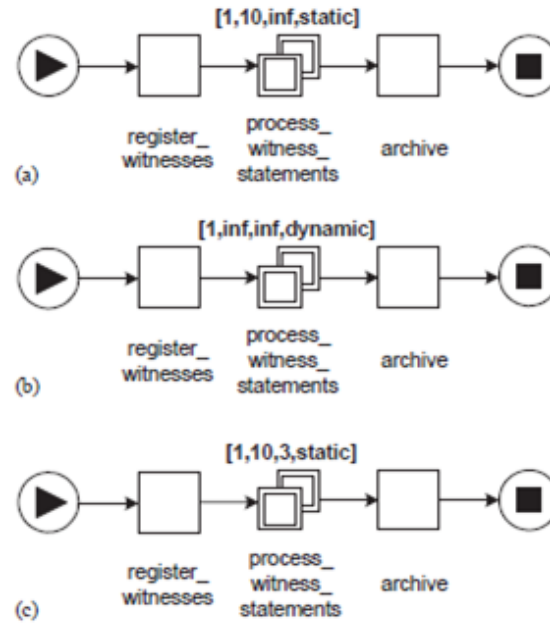 [1,10,inf,static]
register_
witnesses
process_
witness_
statements
archive
(a)
[1,inf,inf,dynamic]
register_
witnesses
process_
witness_
statements
archive
(b)
[1,10,3,static]
register_
witnesses
process_
witness_
statements
archive
(c)